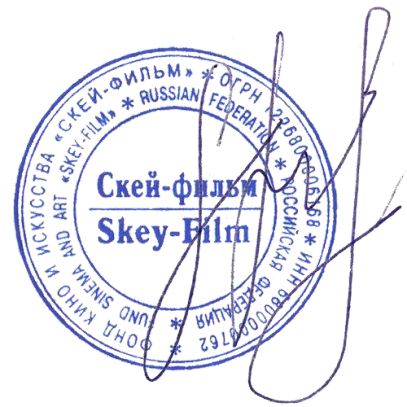 ФОНД КИНО И ИСКУССТВА «СКЕЙ-ФИЛЬМ» * ОГРН * ИНН *
FUND SINEMA AND ART «SKEY-FILM» * RUSSIAN FEDERATION * РОССИЙСКАЯ ФЕДЕРАЦИЯ *
Скей-фильм
Skey-Film